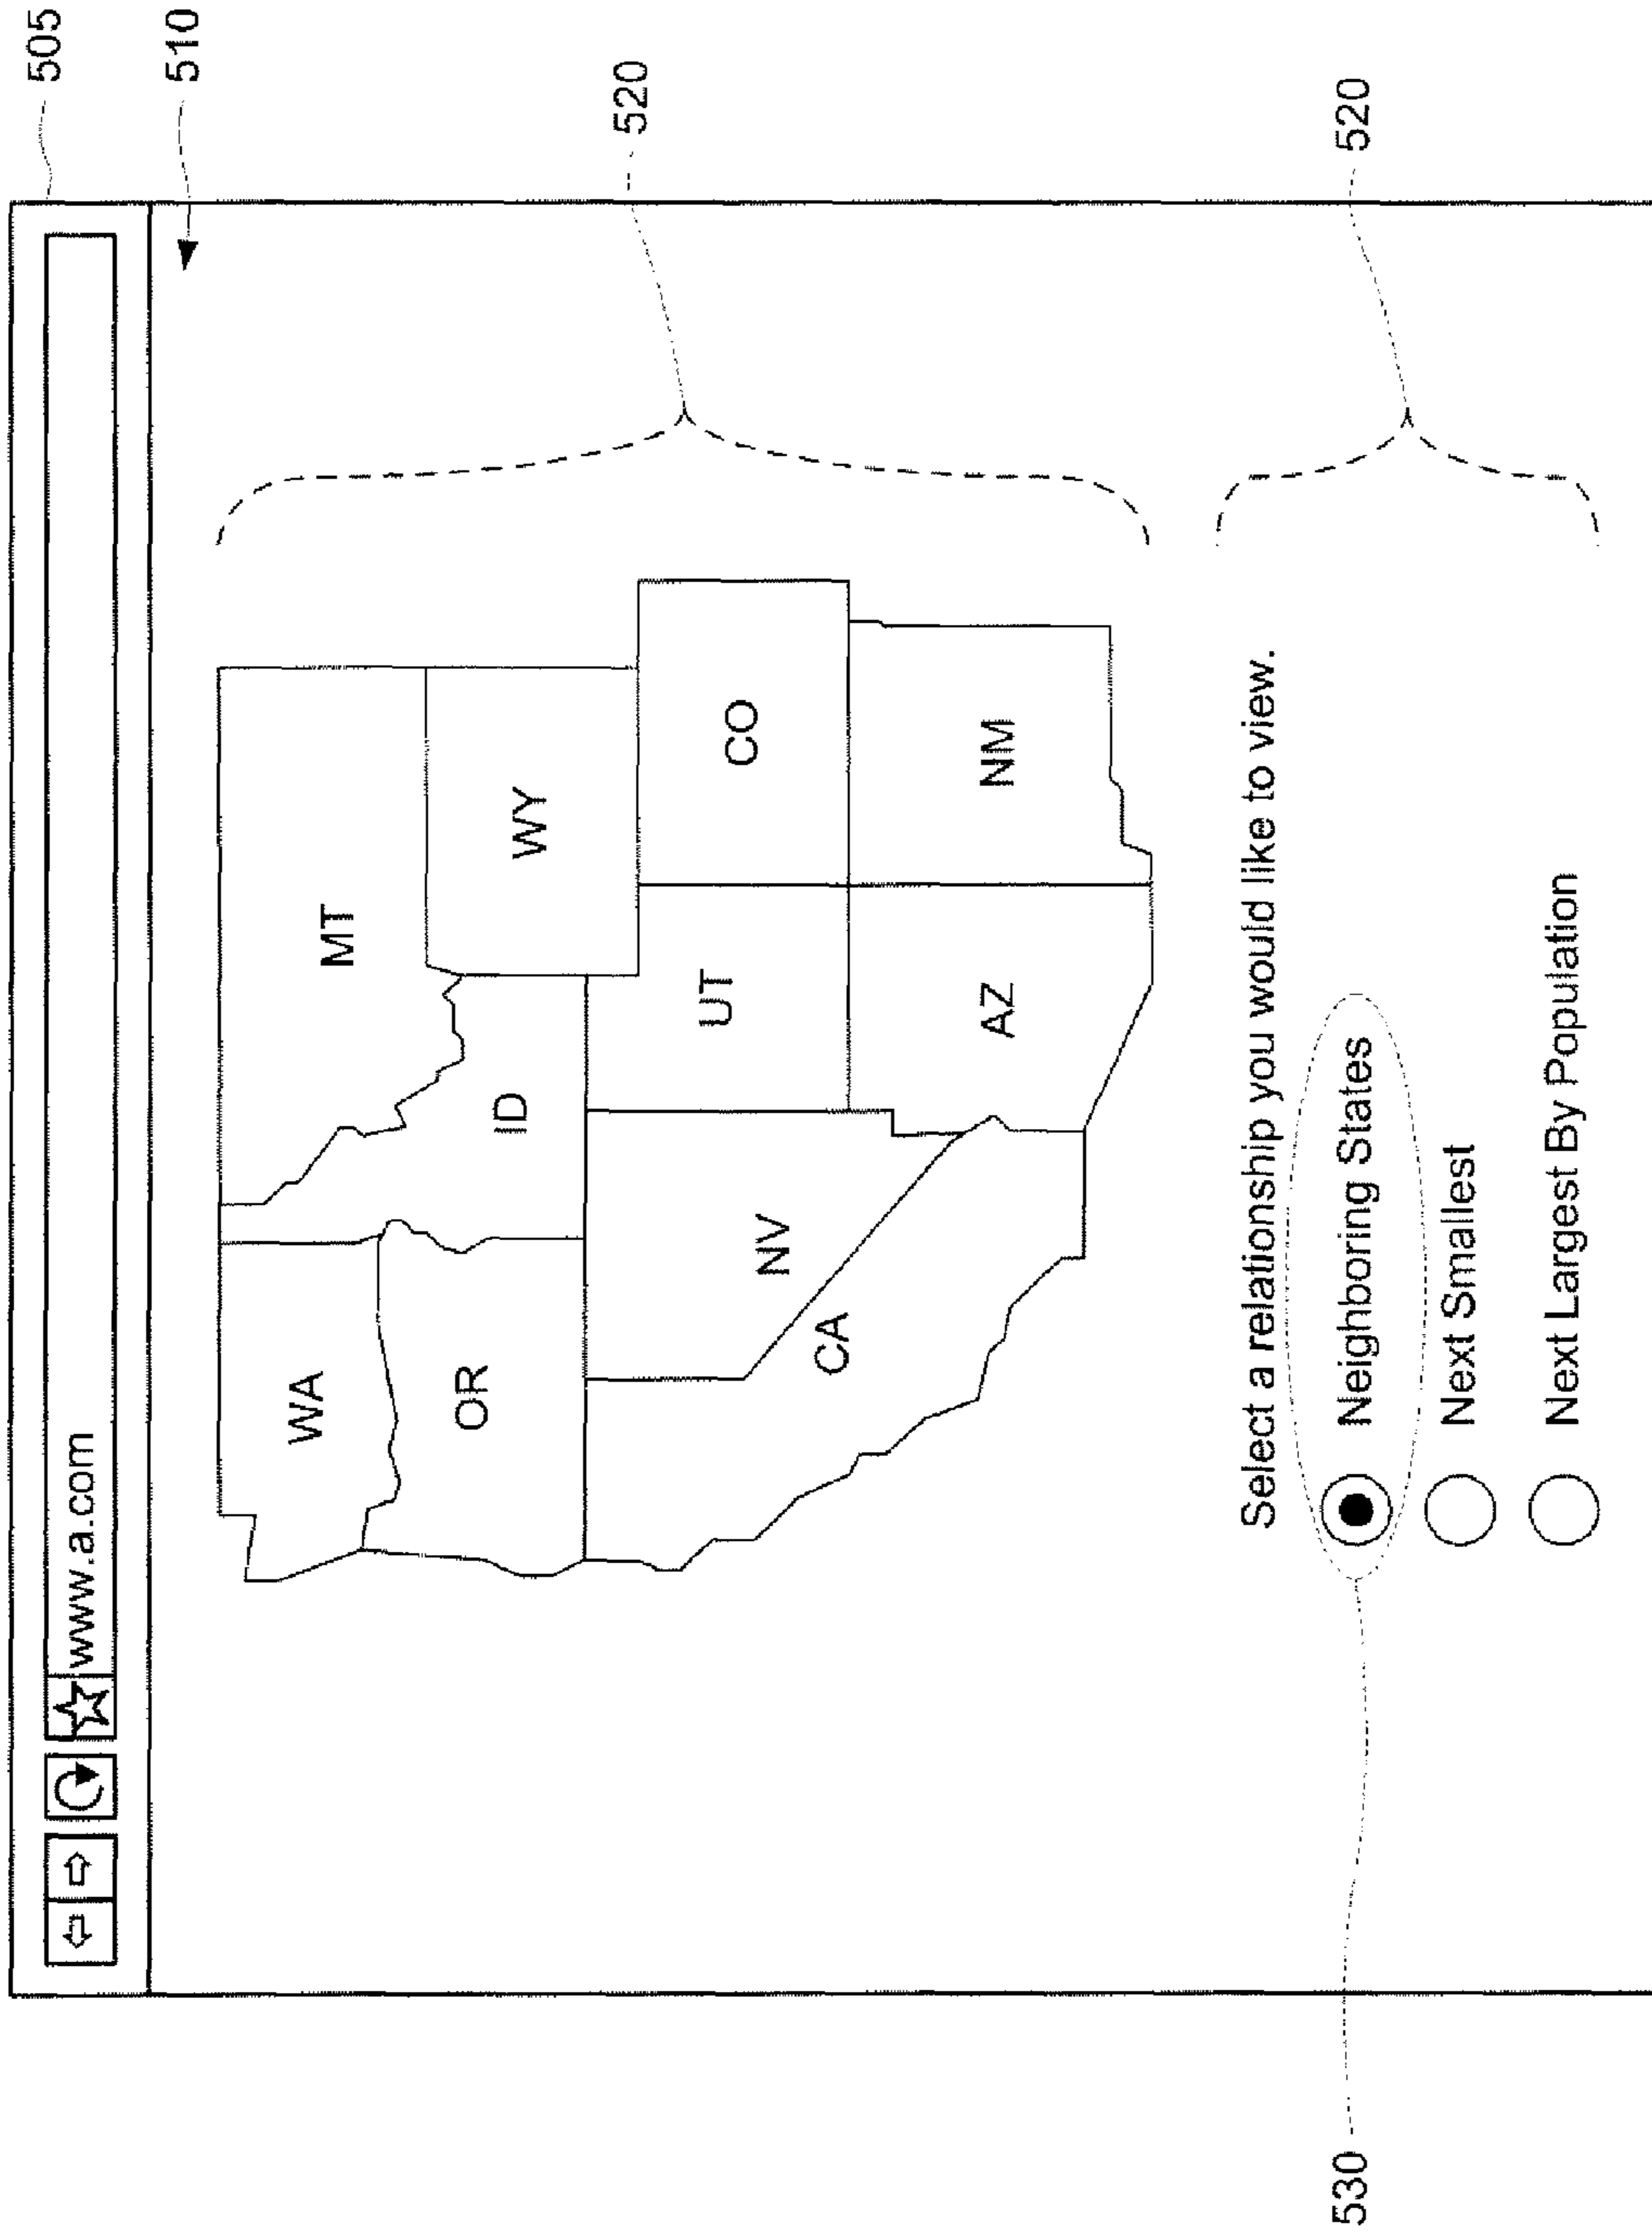 505
www.a.com
510
WA
MT
OR
ID
WY
520
NV
UT
CO
CA
AZ
NM
Select a relationship you would like to view.
530
Neighboring States
520
Next Smallest
Next Largest By Population